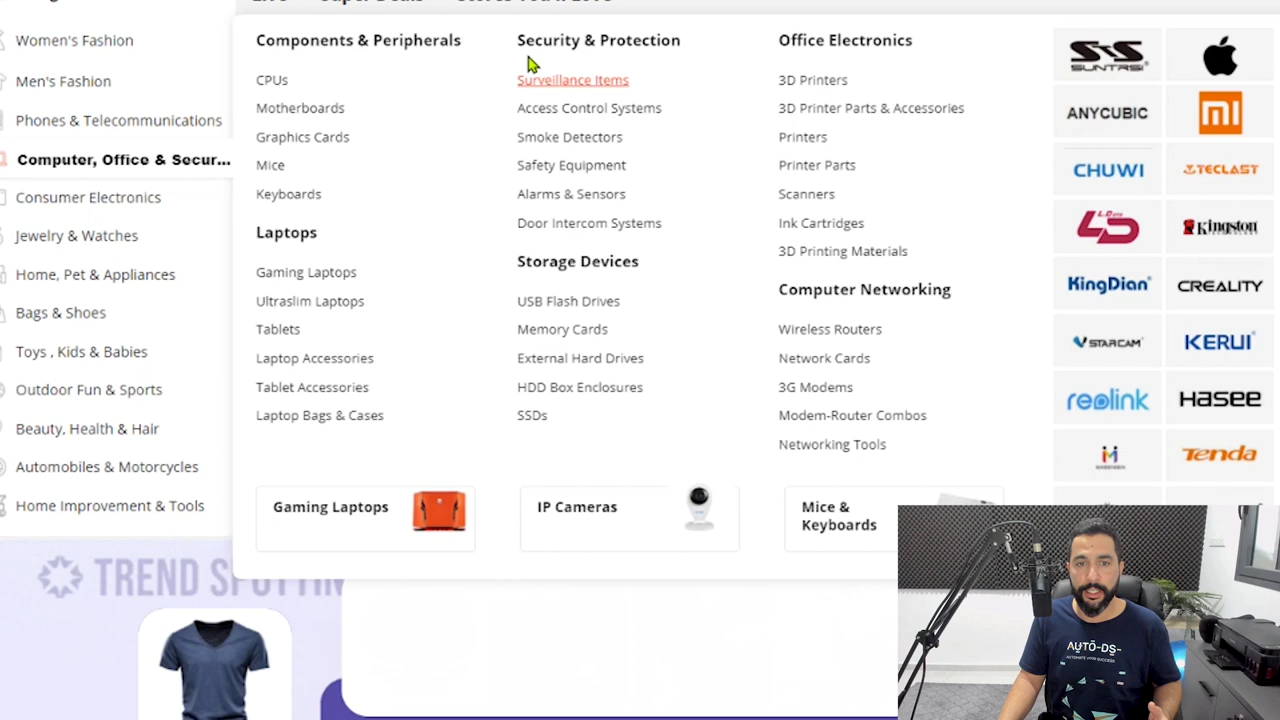 Super Deals
Women's Fashion
Men's Fashion
Phones & Telecommunications
Computer, Office & Secur...
Consumer Electronics
Jewelry & Watches
Home, Pet & Appliances
Bags & Shoes
Toys , Kids & Babies
Outdoor Fun & Sports
Beauty, Health & Hair
Automobiles & Motorcycles
Home Improvement & Tools
Components & Peripherals
CPUs
Motherboards
Graphics Cards
Mice
Keyboards
Laptops
Gaming Laptops
Ultraslim Laptops
Tablets
Laptop Accessories
Tablet Accessories
Laptop Bags & Cases
Security & Protection
Surveillance Items
Access Control Systems
Smoke Detectors
Safety Equipment
Alarms & Sensors
Door Intercom Systems
Storage Devices
USB Flash Drives
Memory Cards
External Hard Drives
HDD Box Enclosures
SSDs
Office Electronics
3D Printers
3D Printer Parts & Accessories
Printers
Printer Parts
Scanners
Ink Cartridges
3D Printing Materials
Computer Networking
Wireless Routers
Network Cards
3G Modems
Modem-Router Combos
Networking Tools
STS
SUNTRSI
ANYCUBIC
mi
CHUWI
TECLAST
Kingston
KingDian
CREALITY
VSTARCAM
KERUI
reolink
HASEE
Tenda
Gaming Laptops
IP Cameras
Mice &
Keyboards
TREND SPOTTIN
AUTO-DS-
AUTOMATE YOUR SUCCESS